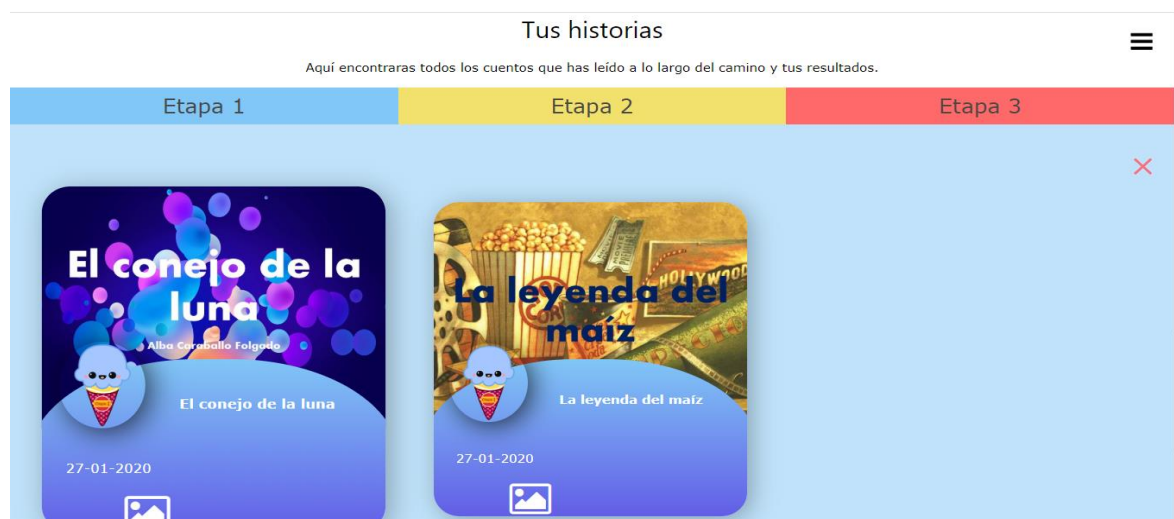 Tus historias
Aquí encontraras todos los cuentos que has leído a lo largo del camino y tus resultados.
Etapa 1
Etapa 2
Etapa 3
El conejo de la
luna
Alba Caraballo Folgado
El conejo de la luna
27-01-2020
HOLLYWOOD
La leyenda del
maíz
La leyenda del maíz
27-01-2020